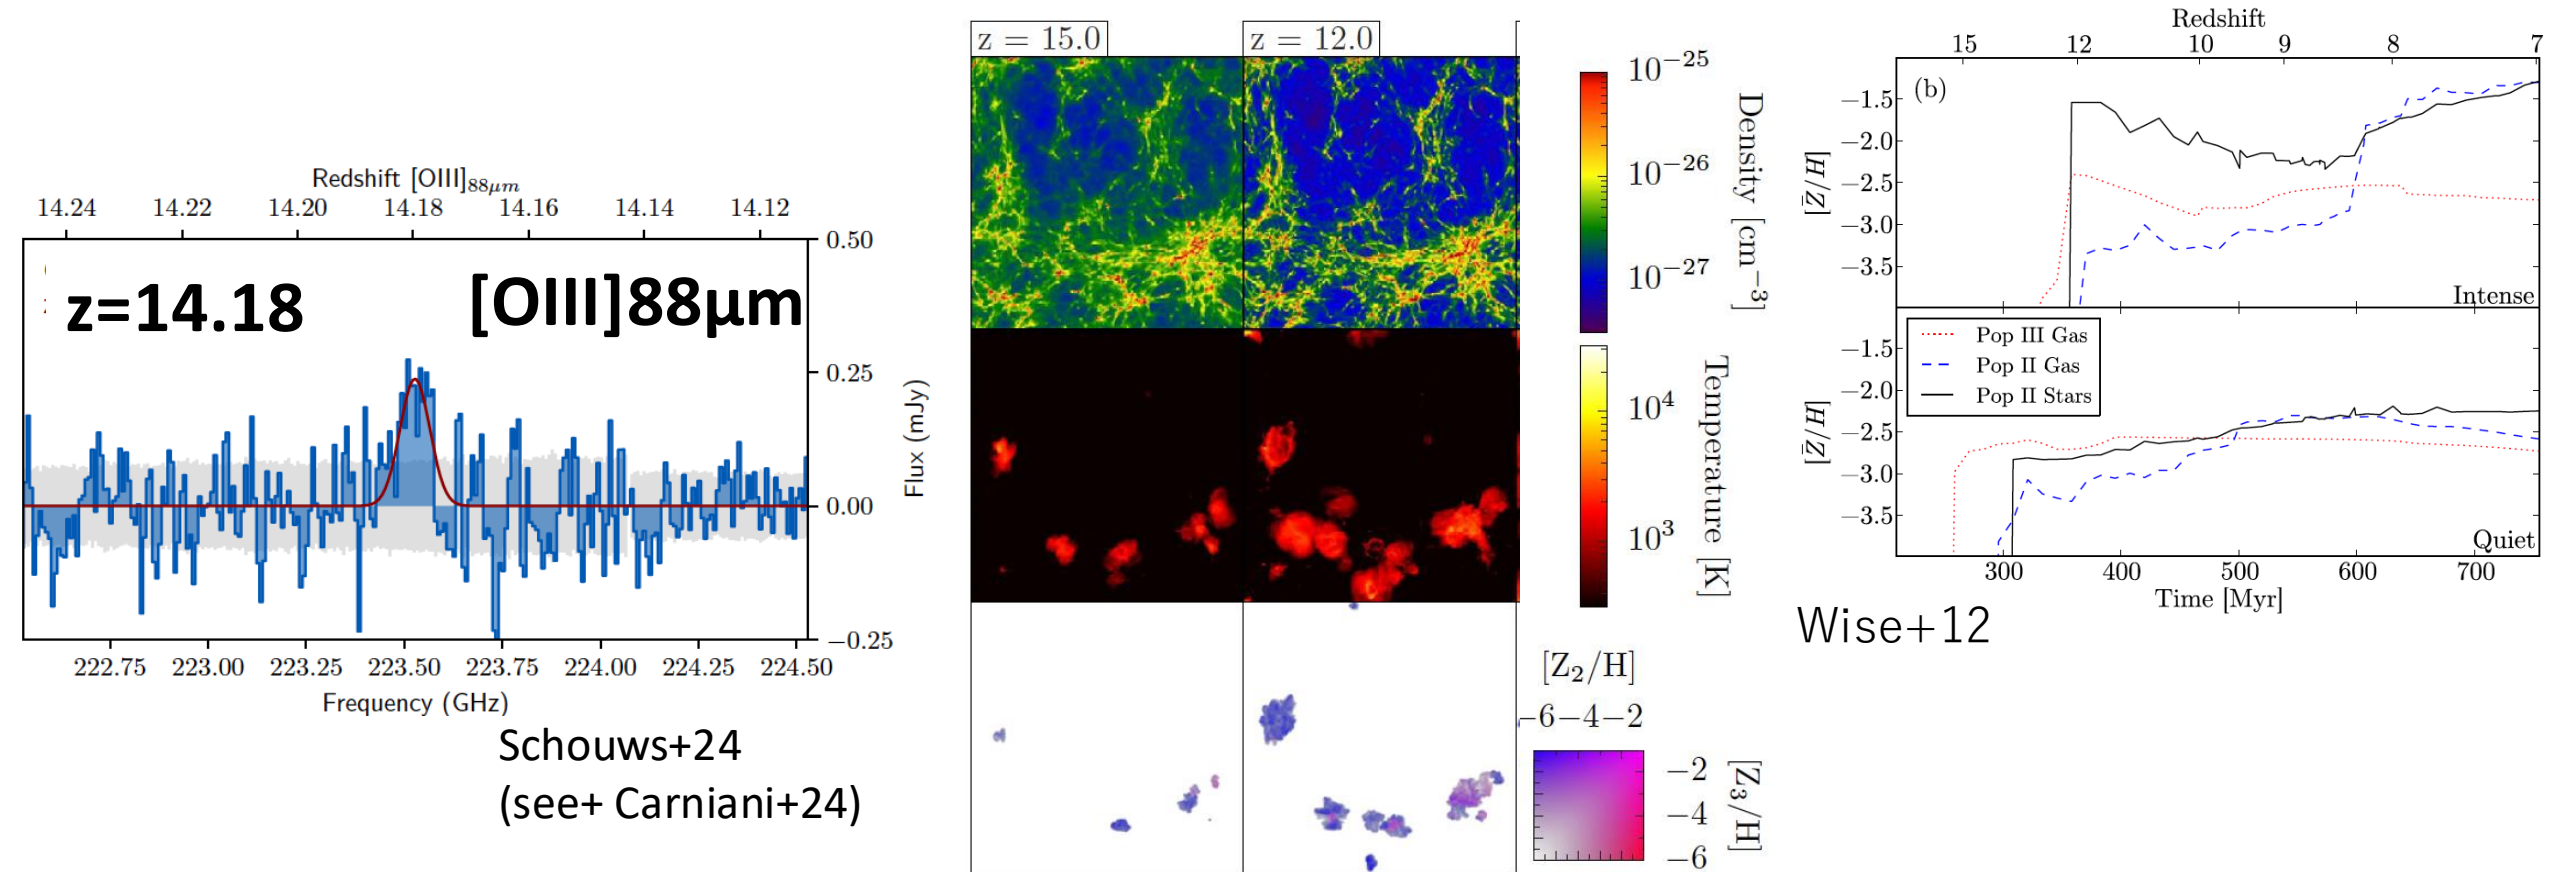 Redshift [OIII]88μm
14.24 14.22 14.20 14.18 14.16 14.14 14.12
z=14.18 [OIII]88μm
0.50
0.25
0.00
−0.25
Flux (mJy)
222.75 223.00 223.25 223.50 223.75 224.00 224.25 224.50
Frequency (GHz)
Schouws+24
(see+ Carniani+24)
z = 15.0 z = 12.0
10−25
10−26
10−27
Density [cm−3]
10⁴
10³
Temperature [K]
[Z₂/H]
−6−4−2
−2
−4
−6
[Z₃/H]
Redshift
15 12 10 9 8 7
(b)
−1.5
−2.0
−2.5
−3.0
−3.5
[Z̄/H]
Intense
Pop III Gas
Pop II Gas
Pop II Stars
−1.5
−2.0
−2.5
−3.0
−3.5
[Z̄/H]
Quiet
300 400 500 600 700
Time [Myr]
Wise+12